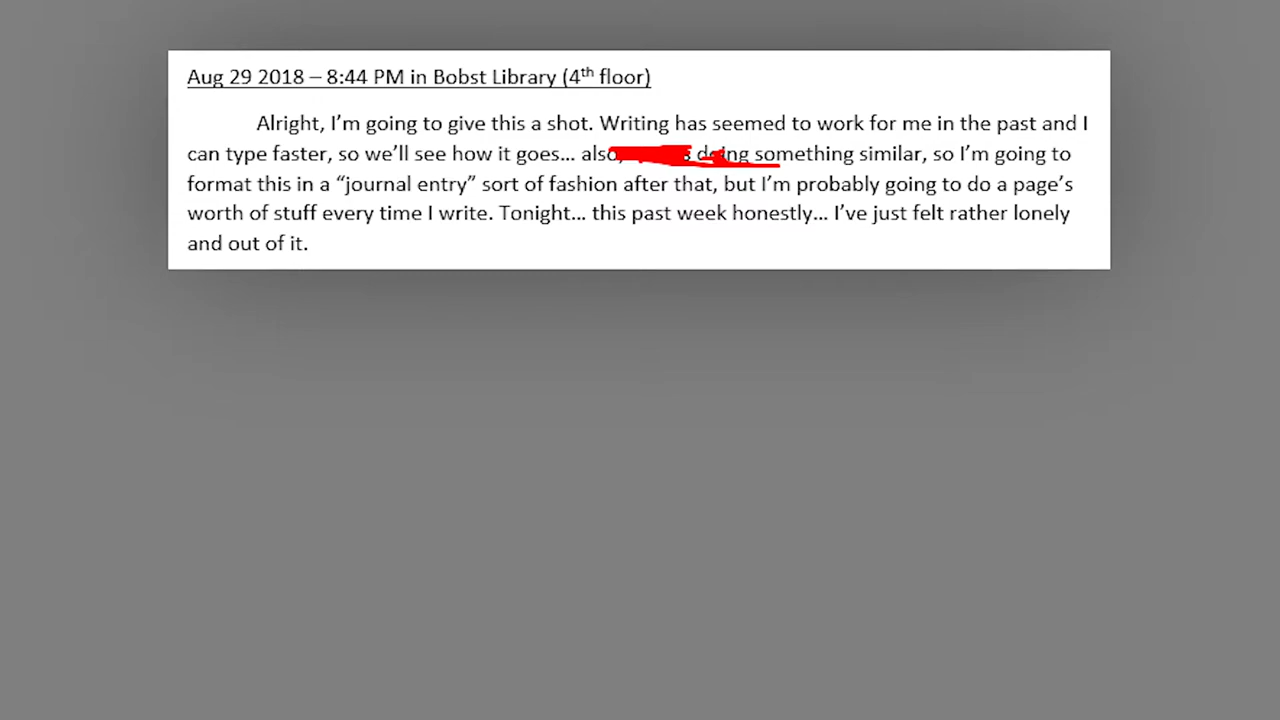 Aug 29 2018 – 8:44 PM in Bobst Library (4th floor)
Alright, I'm going to give this a shot. Writing has seemed to work for me in the past and I
can type faster, so we'll see how it goes… also, doing something similar, so I'm going to
format this in a “journal entry” sort of fashion after that, but I'm probably going to do a page's
worth of stuff every time I write. Tonight… this past week honestly… I've just felt rather lonely
and out of it.